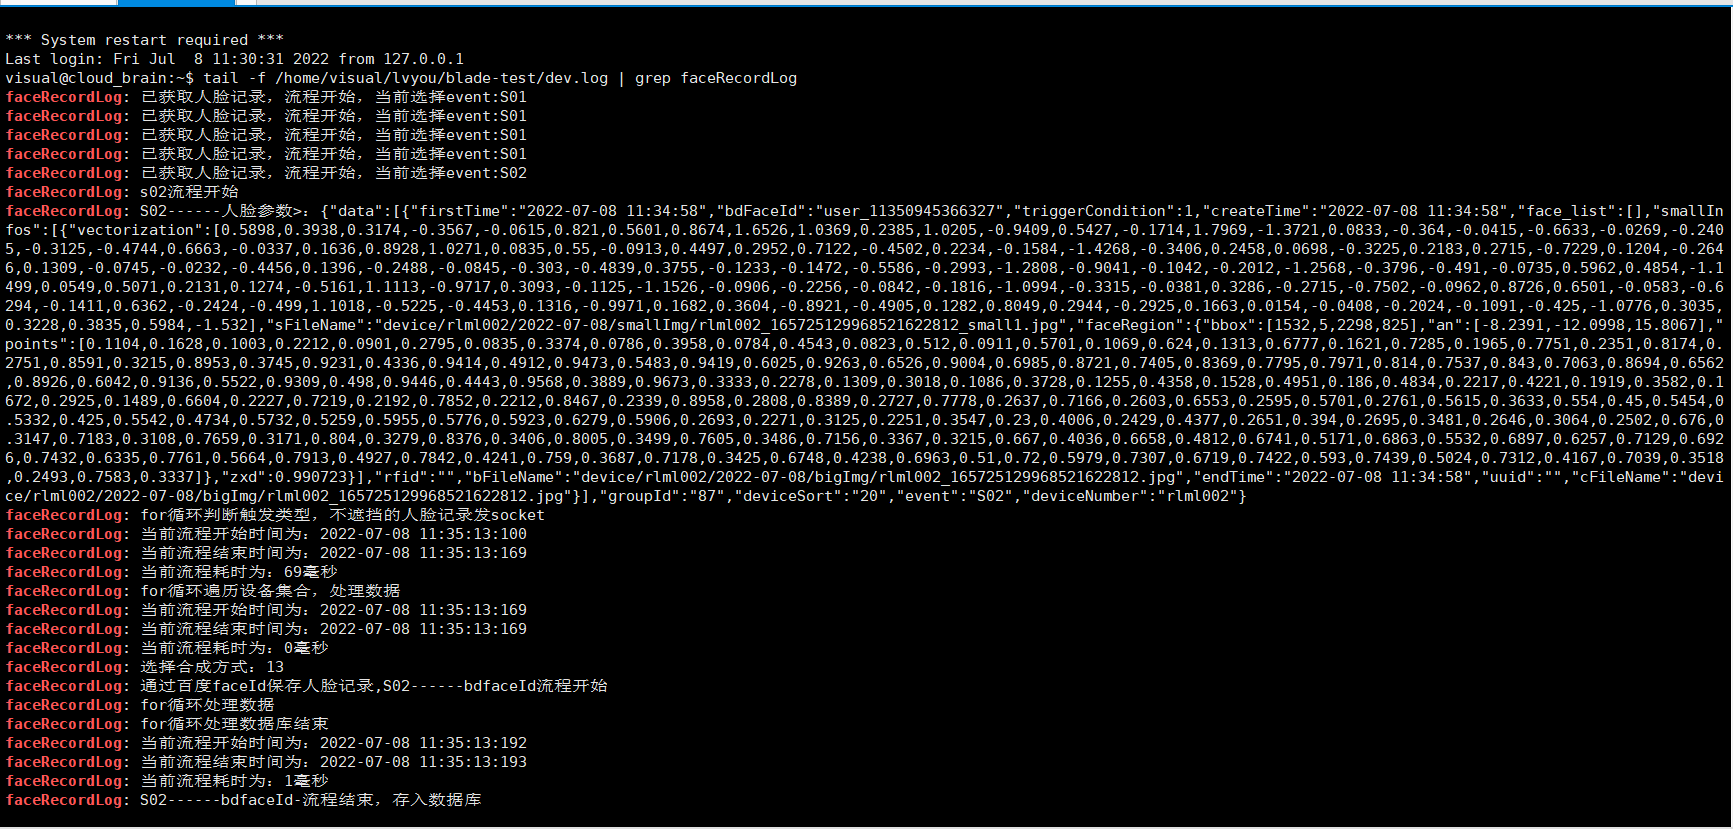 *** System restart required ***
Last login: Fri Jul  8 11:30:31 2022 from 127.0.0.1
visual@cloud_brain:~$ tail -f /home/visual/lvyou/blade-test/dev.log | grep faceRecordLog
faceRecordLog: 已获取人脸记录, 流程开始, 当前选择event:S01
faceRecordLog: 已获取人脸记录, 流程开始, 当前选择event:S01
faceRecordLog: 已获取人脸记录, 流程开始, 当前选择event:S01
faceRecordLog: 已获取人脸记录, 流程开始, 当前选择event:S01
faceRecordLog: 已获取人脸记录, 流程开始, 当前选择event:S02
faceRecordLog: s02流程开始
faceRecordLog: S02------人脸参数>: {"data":[{"firstTime":"2022-07-08 11:34:58","bdFaceId":"user_11350945366327","triggerCondition":1,"createTime":"2022-07-08 11:34:58","face_list":[],"smallI
nfos":[{"vectorization":[0.5898,0.3938,0.3174,-0.3567,-0.0615,0.821,0.5601,0.8674,1.6526,1.0369,0.2385,1.0205,-0.9409,0.5427,-0.1714,1.7969,-1.3721,0.0833,-0.364,-0.0415,-0.6633,-0.0269,-0.240
5,-0.3125,-0.4744,0.6663,-0.0337,0.1636,0.8928,1.0271,0.0835,0.55,-0.0913,0.4497,0.2952,0.7122,-0.4502,0.2234,-0.1584,-1.4268,-0.3406,0.2458,0.0698,-0.3225,0.2183,0.2715,-0.7229,0.1204,-0.264
6,0.1309,-0.0745,-0.0232,-0.4456,0.1396,-0.2488,-0.0845,-0.303,-0.4839,0.3755,-0.1233,-0.1472,-0.5586,-0.2993,-1.2808,-0.9041,-0.1042,-0.2012,-1.2568,-0.3796,-0.491,-0.0735,0.5962,0.4854,-1.1
499,0.0549,0.5071,0.2131,0.1274,-0.5161,1.1113,-0.9717,0.3093,-0.1125,-1.1526,-0.0906,-0.2256,-0.0842,-0.1816,-1.0994,-0.3315,-0.0381,0.3286,-0.2715,-0.7502,-0.0962,0.8726,0.6501,-0.0583,-0.6
294,-0.1411,0.6362,-0.2424,-0.499,1.1018,-0.5225,-0.4453,0.1316,-0.9971,0.1682,0.3604,-0.8921,-0.4905,0.1282,0.8049,0.2944,-0.2925,0.1663,0.0154,-0.0408,-0.2024,-0.1091,-0.425,-1.0776,0.3035,
0.3228,0.3835,0.5984,-1.532],"sFileName":"device/rlml002/2022-07-08/smallImg/rlml002_165725129968521622812_small1.jpg","faceRegion":{"bbox":[1532,5,2298,825],"an":[-8.2391,-12.0998,15.8067],"
points":[0.1104,0.1628,0.1003,0.2212,0.0901,0.2795,0.0835,0.3374,0.0786,0.3958,0.0784,0.4543,0.0823,0.512,0.0911,0.5701,0.1069,0.624,0.1313,0.6777,0.1621,0.7285,0.1965,0.7751,0.2351,0.8174,0.
2751,0.8591,0.3215,0.8953,0.3745,0.9231,0.4336,0.9414,0.4912,0.9473,0.5483,0.9419,0.6025,0.9263,0.6526,0.9004,0.6985,0.8721,0.7405,0.8369,0.7795,0.7971,0.814,0.7537,0.843,0.7063,0.8694,0.6562
,0.8926,0.6042,0.9136,0.5522,0.9309,0.498,0.9446,0.4443,0.9568,0.3889,0.9673,0.3333,0.2278,0.1309,0.3018,0.1086,0.3728,0.1255,0.4358,0.1528,0.4951,0.186,0.4834,0.2217,0.4221,0.1919,0.3582,0.1
672,0.2925,0.1489,0.6604,0.2227,0.7219,0.2192,0.7852,0.2212,0.8467,0.2339,0.8958,0.2808,0.8389,0.2727,0.7778,0.2637,0.7166,0.2603,0.6553,0.2595,0.5701,0.2761,0.5615,0.3633,0.554,0.45,0.5454,0
.5332,0.425,0.5542,0.4734,0.5732,0.5259,0.5955,0.5776,0.5923,0.6279,0.5906,0.2693,0.2271,0.3125,0.2251,0.3547,0.23,0.4006,0.2429,0.4377,0.2651,0.394,0.2695,0.3481,0.2646,0.3064,0.2502,0.676,0
.3147,0.7183,0.3108,0.7659,0.3171,0.804,0.3279,0.8376,0.3406,0.8005,0.3499,0.7605,0.3486,0.7156,0.3367,0.3215,0.667,0.4036,0.6658,0.4812,0.6741,0.5171,0.6863,0.5532,0.6897,0.6257,0.7129,0.692
6,0.7432,0.6335,0.7761,0.5664,0.7913,0.4927,0.7842,0.4241,0.759,0.3687,0.7178,0.3425,0.6748,0.4238,0.6963,0.51,0.72,0.5979,0.7307,0.6719,0.7422,0.593,0.7439,0.5024,0.7312,0.4167,0.7039,0.3518
,0.2493,0.7583,0.3337]},"zxd":0.990723}],"rfid":"","bFileName":"device/rlml002/2022-07-08/bigImg/rlml002_165725129968521622812.jpg","endTime":"2022-07-08 11:34:58","uuid":"","cFileName":"devi
ce/rlml002/2022-07-08/bigImg/rlml002_165725129968521622812.jpg"}],"groupId":"87","deviceSort":"20","event":"S02","deviceNumber":"rlml002"}
faceRecordLog: for循环判断触发类型, 不遮挡的人脸记录发socket
faceRecordLog: 当前流程开始时间为: 2022-07-08 11:35:13:100
faceRecordLog: 当前流程结束时间为: 2022-07-08 11:35:13:169
faceRecordLog: 当前流程耗时为: 69毫秒
faceRecordLog: for循环遍历设备集合, 处理数据
faceRecordLog: 当前流程开始时间为: 2022-07-08 11:35:13:169
faceRecordLog: 当前流程结束时间为: 2022-07-08 11:35:13:169
faceRecordLog: 当前流程耗时为: 0毫秒
faceRecordLog: 选择合成方式: 13
faceRecordLog: 通过百度faceId保存人脸记录,S02------bdfaceId流程开始
faceRecordLog: for循环处理数据
faceRecordLog: for循环处理数据库结束
faceRecordLog: 当前流程开始时间为: 2022-07-08 11:35:13:192
faceRecordLog: 当前流程结束时间为: 2022-07-08 11:35:13:193
faceRecordLog: 当前流程耗时为: 1毫秒
faceRecordLog: S02------bdfaceId-流程结束, 存入数据库